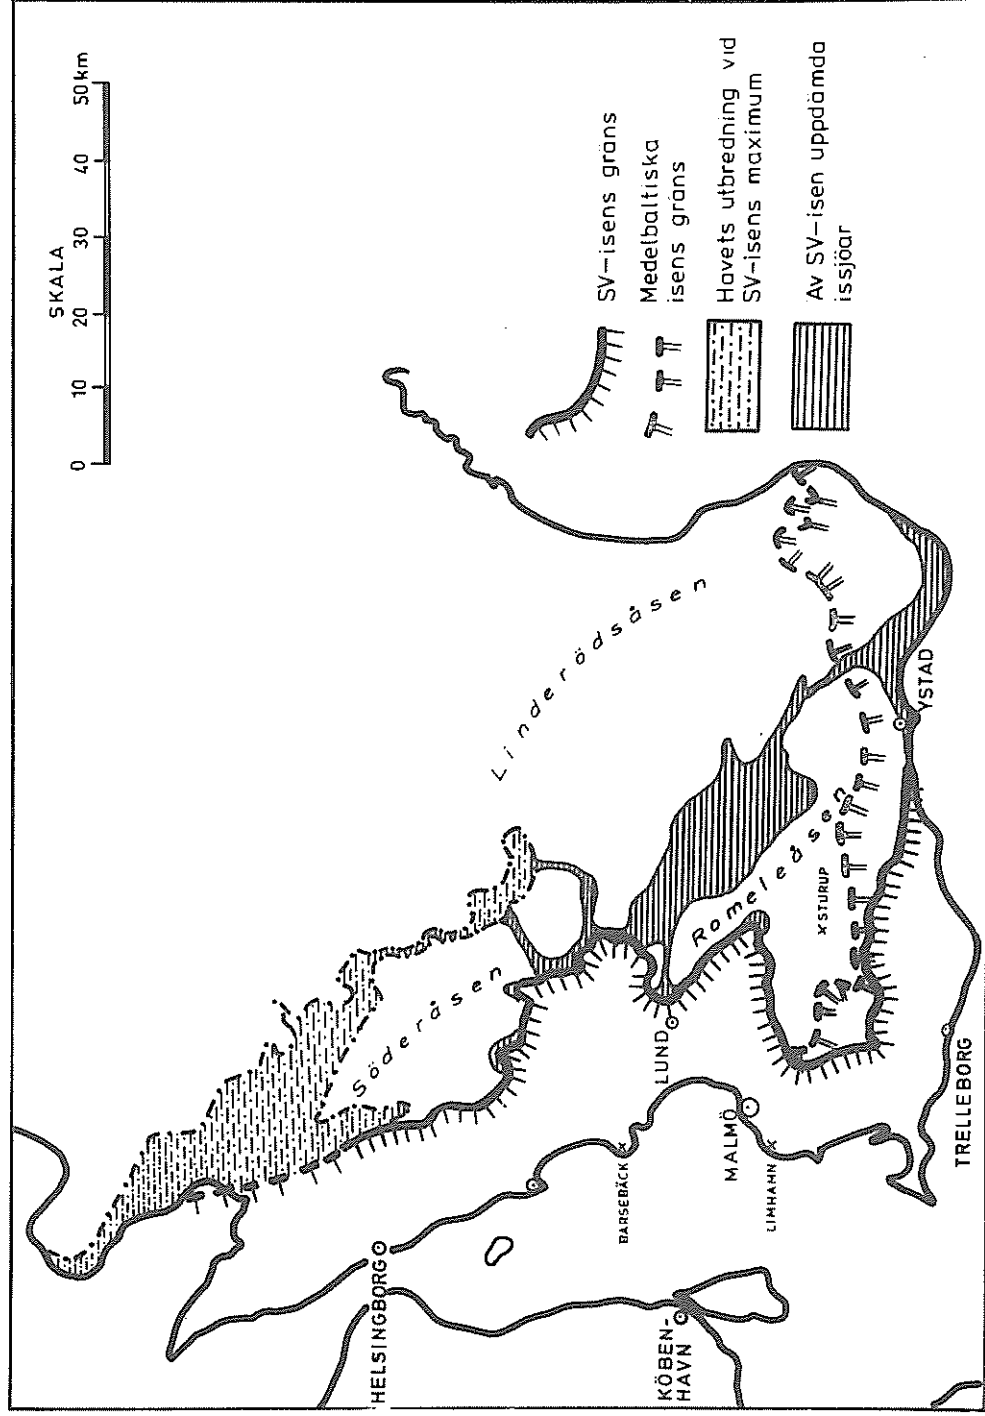 SKALA
0 10 20 30 40 50km
SV–isens gräns
Medelbaltiska
isens gräns
Havets utbredning vid
SV–isens maximum
Av SV–isen uppdämda
issjöar
Linderödsåsen
Söderåsen
Romeleåsen
HELSINGBORG
KÖBEN-
HAVN
BARSEBÄCK
LUND
MALMÖ
LIMHAMN
STURUP
TRELLEBORG
YSTAD